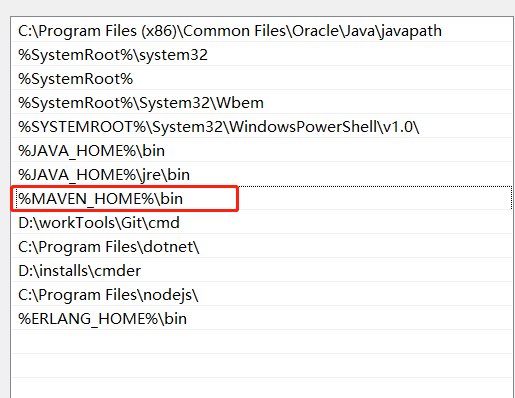 C:\Program Files (x86)\Common Files\Oracle\Java\javapath
%SystemRoot%\system32
%SystemRoot%
%SystemRoot%\System32\Wbem
%SYSTEMROOT%\System32\WindowsPowerShell\v1.0\
%JAVA_HOME%\bin
%JAVA_HOME%\jre\bin
%MAVEN_HOME%\bin
D:\workTools\Git\cmd
C:\Program Files\dotnet\
D:\installs\cmder
C:\Program Files\nodejs\
%ERLANG_HOME%\bin